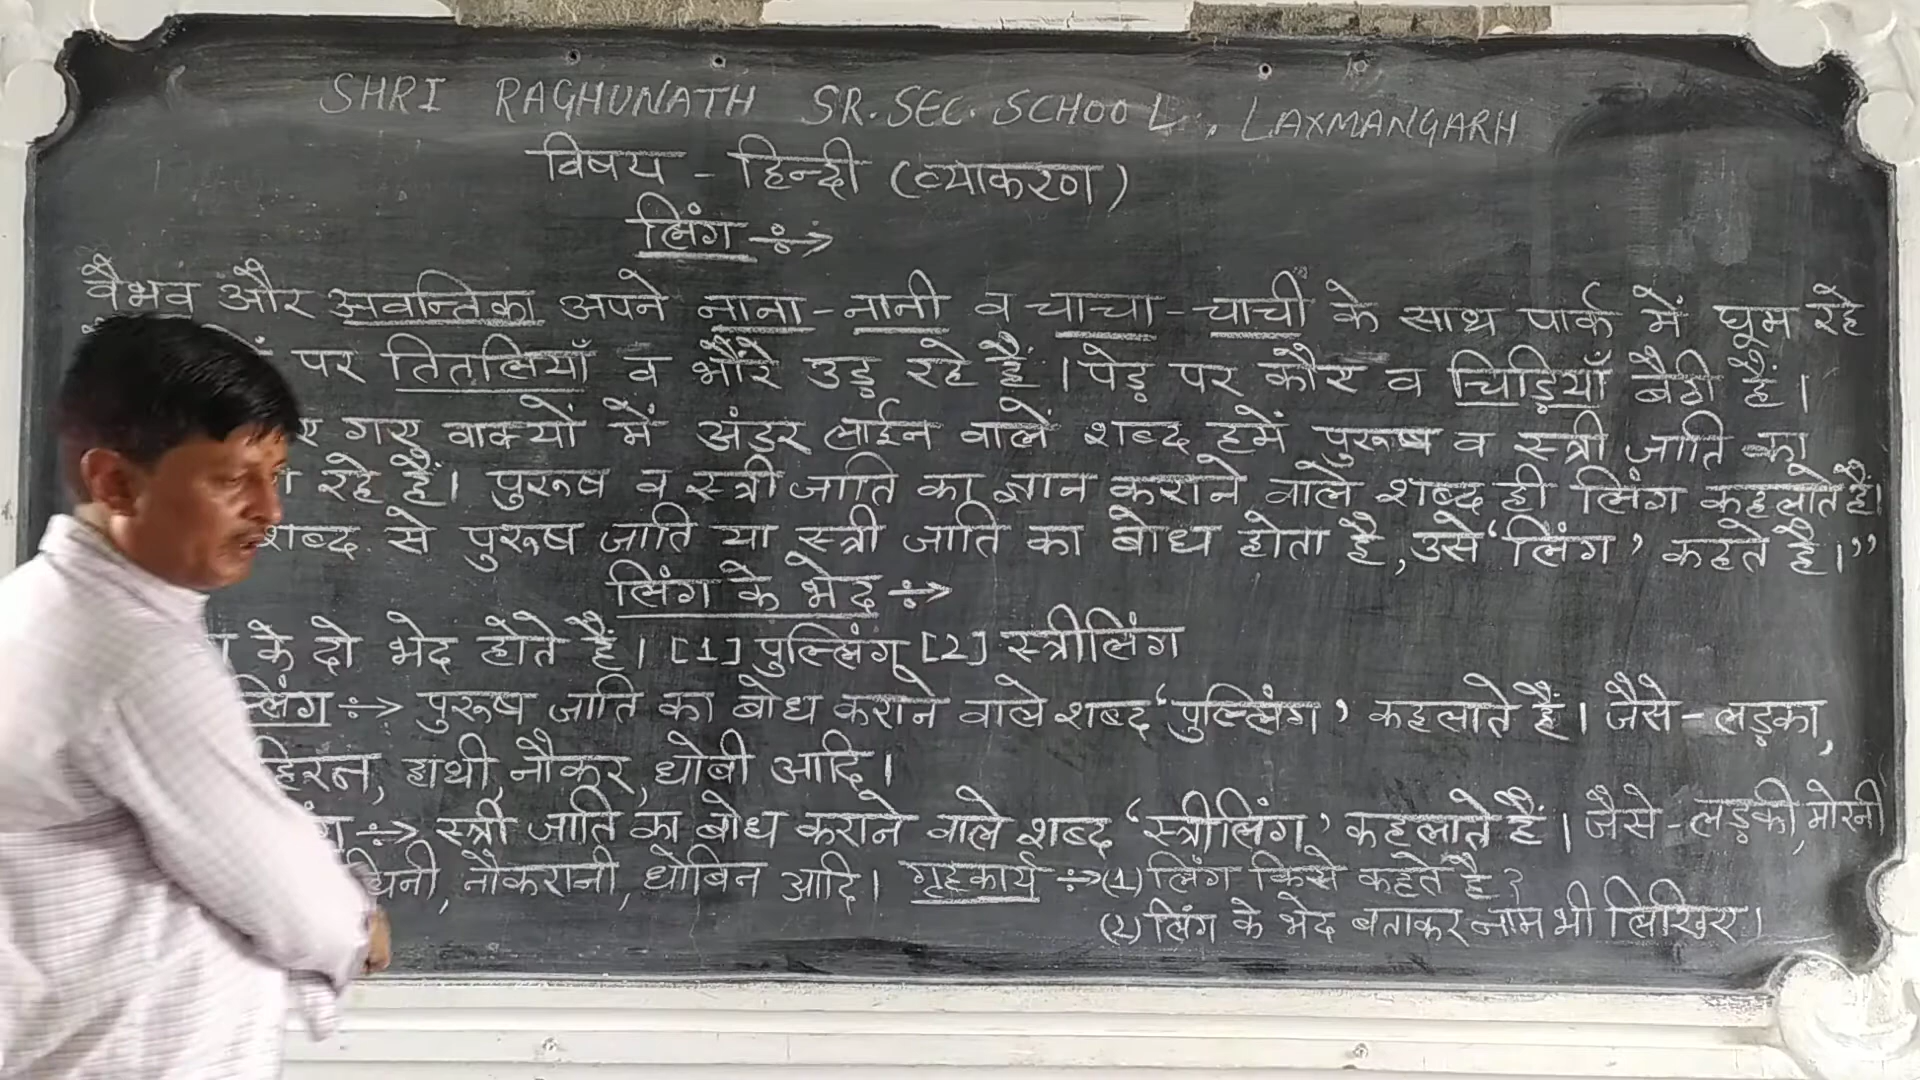 SHRI RAGHUNATH SR. SEC. SCHOOL, LAXMANGARH
विषय - हिन्दी (व्याकरण)
लिंग ÷→
वैभव और अवन्तिका अपने नाना - नानी व चाचा - चाची के साथ पार्क में घूम रहे
पर तितलियाँ व भौंरे उड़ रहे हैं। पेड़ पर कौए व चिड़ियाँ बैठी हैं।
गए वाक्यों में अंडर लाईन वाले शब्द हमें पुरूष व स्त्री जाति का
रहे हैं। पुरूष व स्त्री जाति का ज्ञान कराने वाले शब्द ही लिंग कहलाते हैं।
शब्द से पुरूष जाति या स्त्री जाति का बोध होता है, उसे ‘लिंग’ कहते हैं।”
लिंग के भेद ÷→
के दो भेद होते हैं। [1] पुल्लिंग [2] स्त्रीलिंग
ल्लिंग ÷→ पुरूष जाति का बोध कराने वाले शब्द ‘पुल्लिंग’ कहलाते हैं। जैसे - लड़का,
हिरन, हाथी, नौकर, धोबी आदि।
÷→ स्त्री जाति का बोध कराने वाले शब्द ‘स्त्रीलिंग’ कहलाते हैं। जैसे - लड़की, मोरनी
थिनी, नौकरानी, धोबिन आदि। गृहकार्य ÷→ (1) लिंग किसे कहते है?
(2) लिंग के भेद बताकर नाम भी लिखिए।